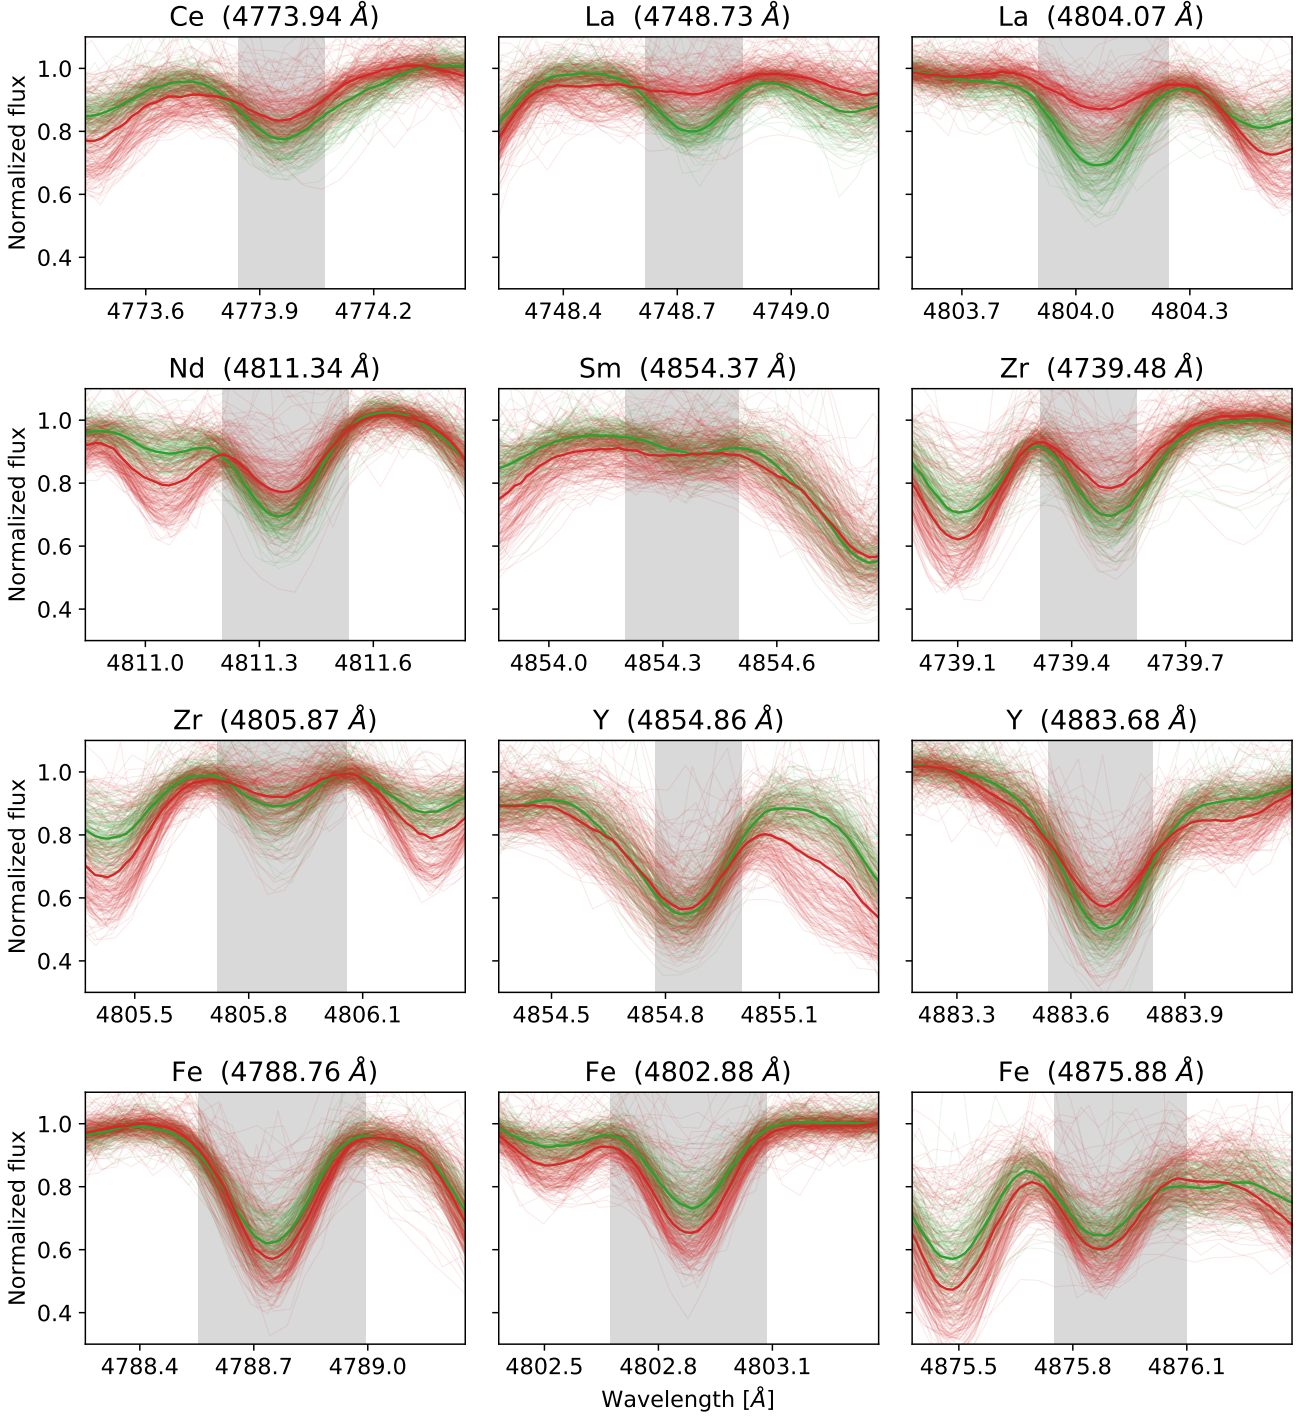 Ce (4773.94 Å) La (4748.73 Å) La (4804.07 Å)
Normalized flux
1.0
0.8
0.6
0.4
4773.6 4773.9 4774.2 4748.4 4748.7 4749.0 4803.7 4804.0 4804.3
Nd (4811.34 Å) Sm (4854.37 Å) Zr (4739.48 Å)
Normalized flux
1.0
0.8
0.6
0.4
4811.0 4811.3 4811.6 4854.0 4854.3 4854.6 4739.1 4739.4 4739.7
Zr (4805.87 Å) Y (4854.86 Å) Y (4883.68 Å)
Normalized flux
1.0
0.8
0.6
0.4
4805.5 4805.8 4806.1 4854.5 4854.8 4855.1 4883.3 4883.6 4883.9
Fe (4788.76 Å) Fe (4802.88 Å) Fe (4875.88 Å)
Normalized flux
1.0
0.8
0.6
0.4
4788.4 4788.7 4789.0 4802.5 4802.8 4803.1 4875.5 4875.8 4876.1
Wavelength [Å]